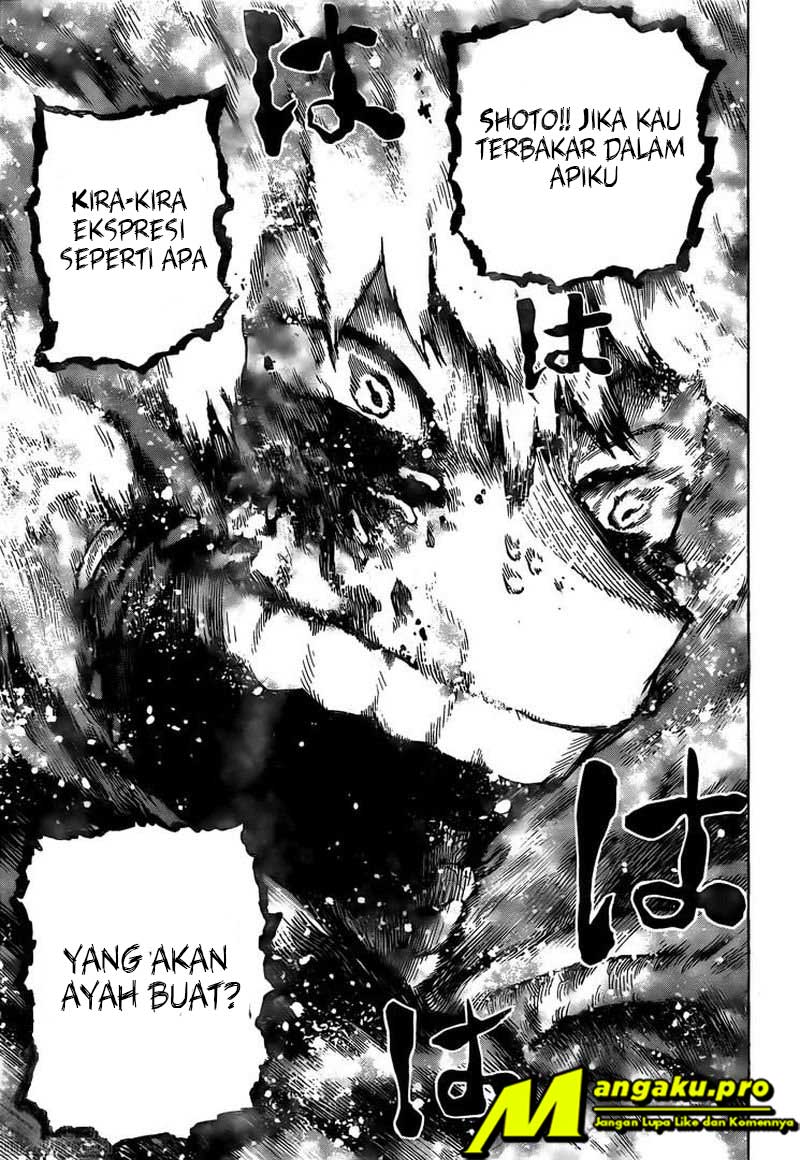 は
SHOTO!! JIKA KAU
TERBAKAR DALAM
APIKU
KIRA-KIRA
EKSPRESI
SEPERTI APA
は
は
YANG AKAN
AYAH BUAT?
は
Mangaku.pro
Jangan Lupa Like dan Komennya